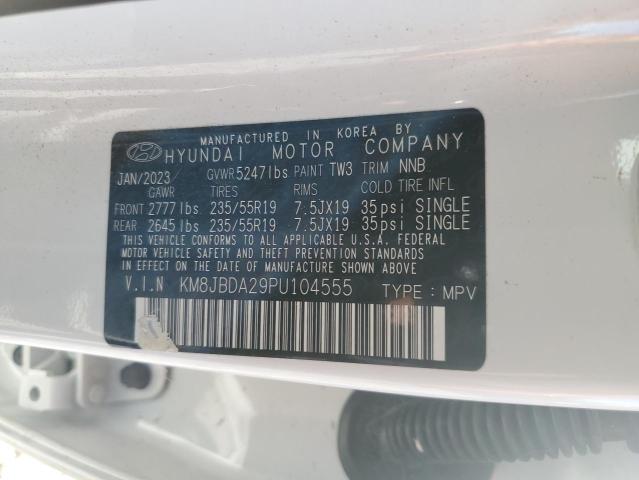 MANUFACTURED IN KOREA BY
HYUNDAI MOTOR COMPANY
JAN/2023 GVWR 5247lbs PAINT TW3 TRIM NNB
GAWR TIRES RIMS COLD TIRE INFL
FRONT 2777lbs 235/55R19 7.5JX19 35psi SINGLE
REAR 2645lbs 235/55R19 7.5JX19 35psi SINGLE
THIS VEHICLE CONFORMS TO ALL APPLICABLE U.S.A. FEDERAL
MOTOR VEHICLE SAFETY AND THEFT PREVENTION STANDARDS
IN EFFECT ON THE DATE OF MANUFACTURE SHOWN ABOVE.
V.I.N KM8JBDA29PU104555 TYPE : MPV